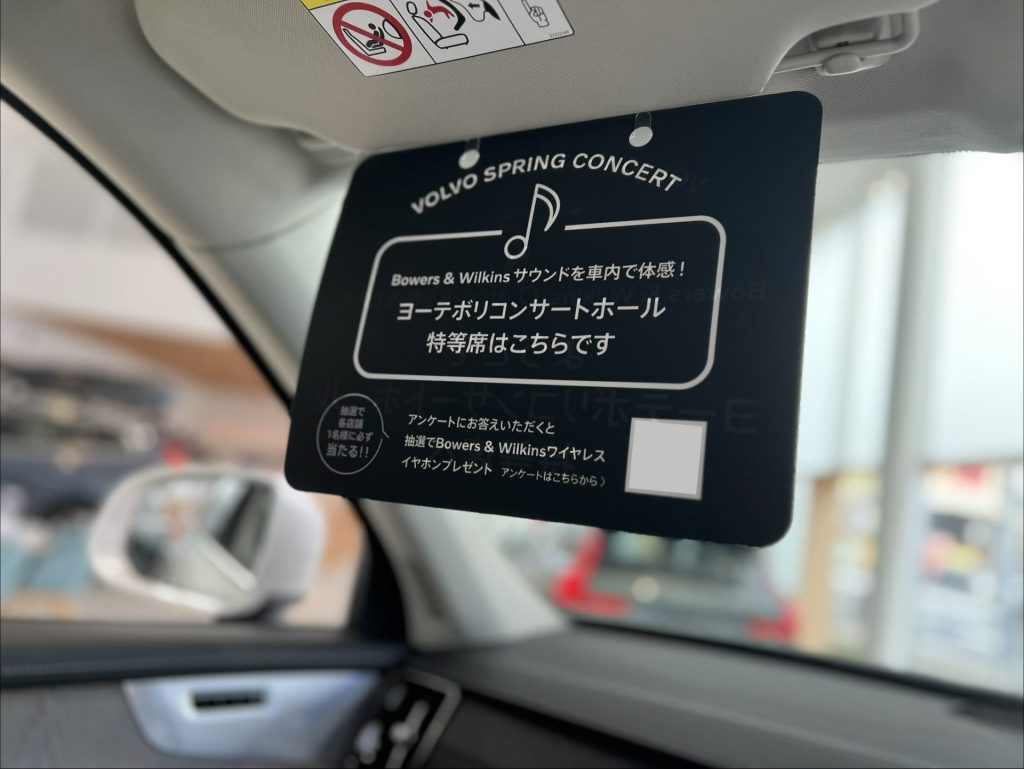 VOLVO SPRING CONCERT
Bowers & Wilkins サウンドを車内で体感！
ヨーテボリコンサートホール
特等席はこちらです
抽選で
各店舗
1名様に必ず
当たる!!
アンケートにお答えいただくと
抽選でBowers & Wilkinsワイヤレス
イヤホンプレゼント アンケートはこちらから 〉